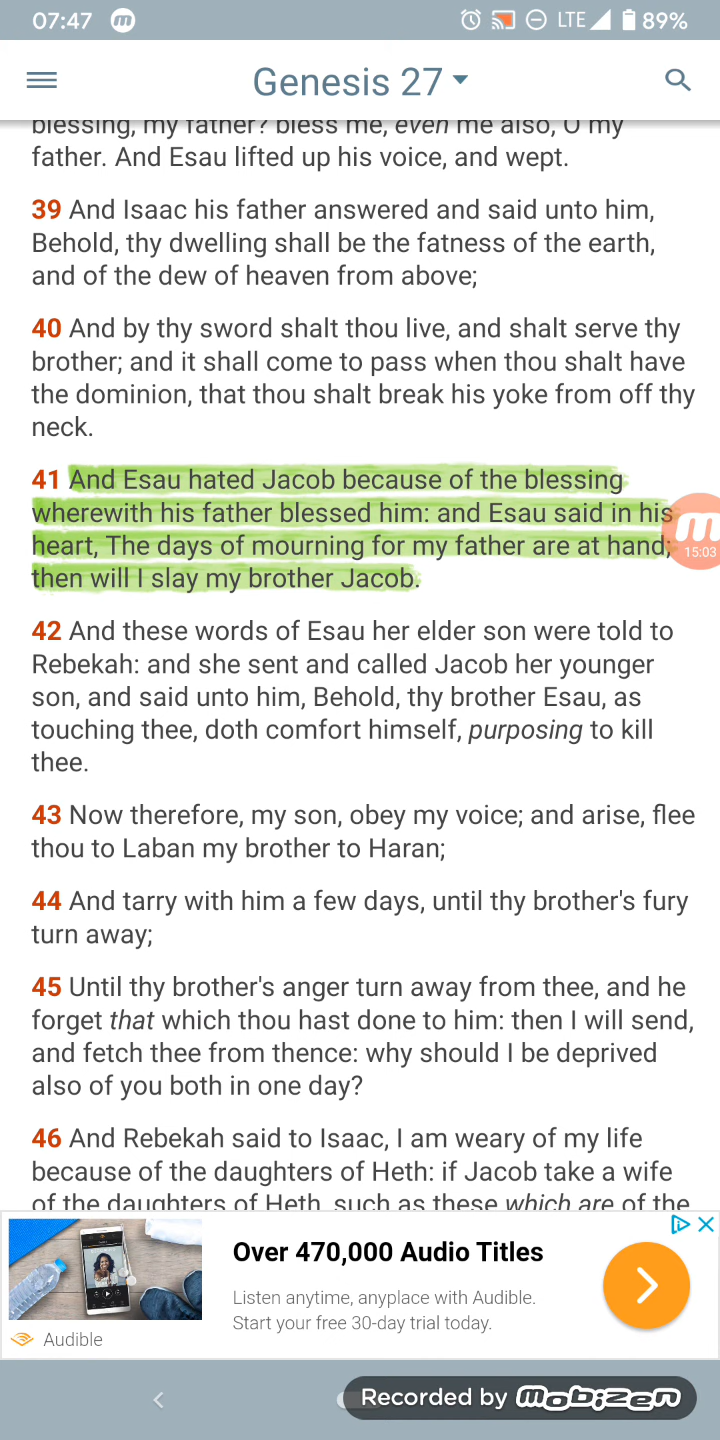 07:47
LTE
89%
Genesis 27
blessing, my father? bless me, even me also, O my
father. And Esau lifted up his voice, and wept.
39 And Isaac his father answered and said unto him,
Behold, thy dwelling shall be the fatness of the earth,
and of the dew of heaven from above;
40 And by thy sword shalt thou live, and shalt serve thy
brother; and it shall come to pass when thou shalt have
the dominion, that thou shalt break his yoke from off thy
neck.
41 And Esau hated Jacob because of the blessing
wherewith his father blessed him: and Esau said in his
heart, The days of mourning for my father are at hand;
then will I slay my brother Jacob.
15:03
42 And these words of Esau her elder son were told to
Rebekah: and she sent and called Jacob her younger
son, and said unto him, Behold, thy brother Esau, as
touching thee, doth comfort himself, purposing to kill
thee.
43 Now therefore, my son, obey my voice; and arise, flee
thou to Laban my brother to Haran;
44 And tarry with him a few days, until thy brother's fury
turn away;
45 Until thy brother's anger turn away from thee, and he
forget that which thou hast done to him: then I will send,
and fetch thee from thence: why should I be deprived
also of you both in one day?
46 And Rebekah said to Isaac, I am weary of my life
because of the daughters of Heth: if Jacob take a wife
of the daughters of Heth, such as these which are of the
Over 470,000 Audio Titles
Listen anytime, anyplace with Audible.
Start your free 30-day trial today.
Audible
Recorded by mobizen